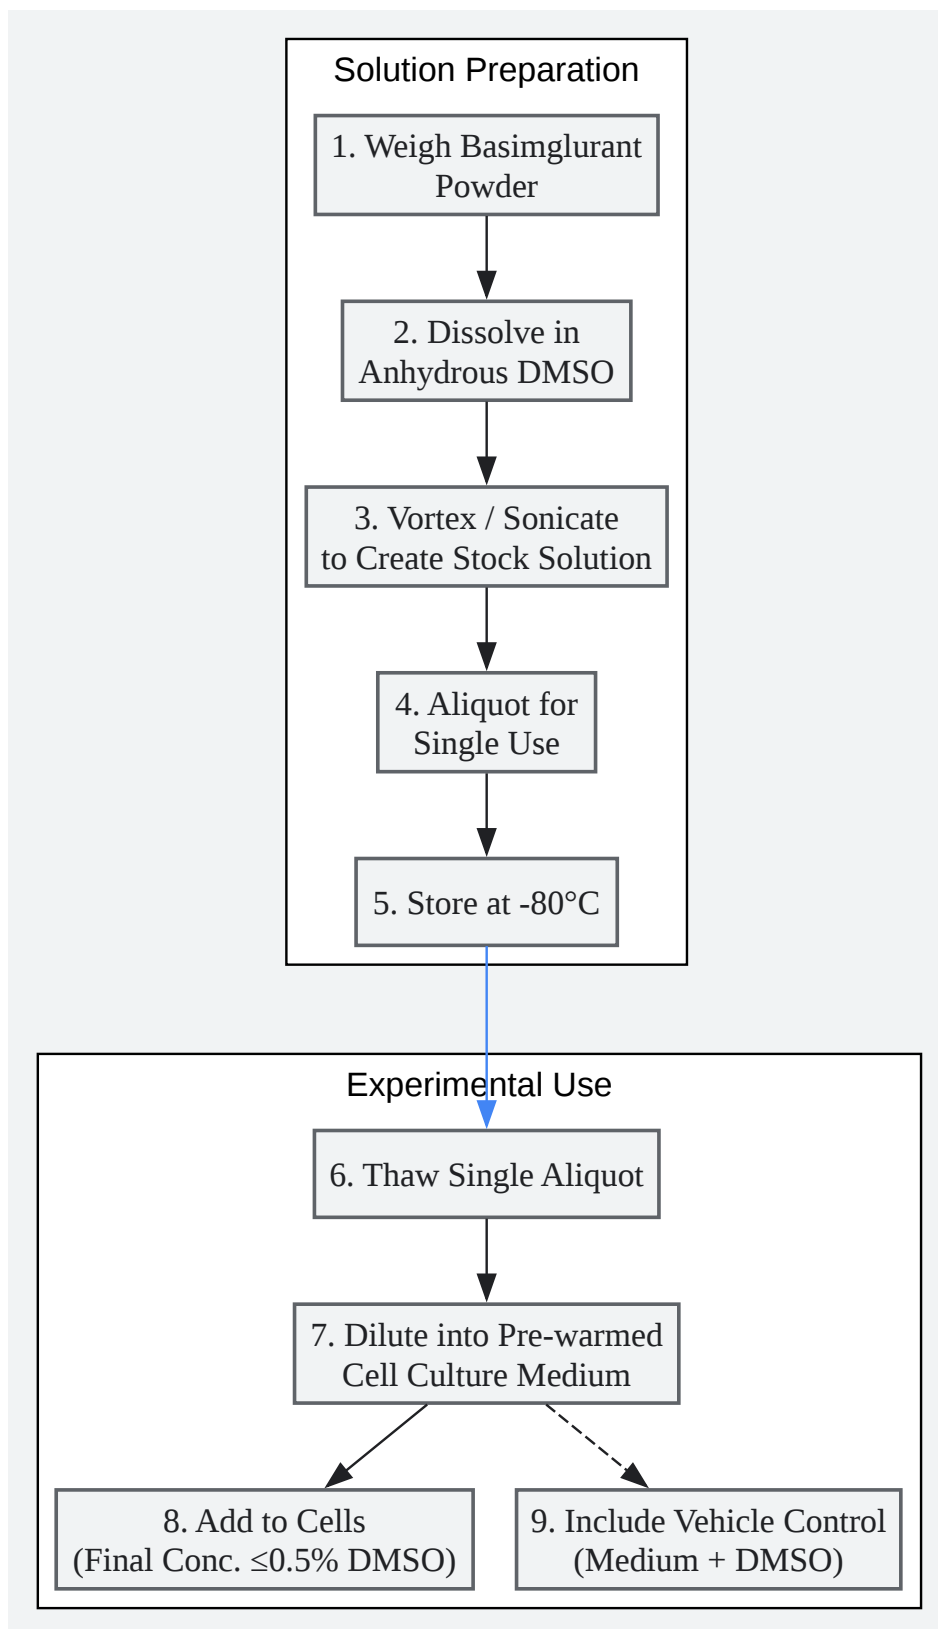 Solution Preparation
1. Weigh Basimglurant
Powder
2. Dissolve in
Anhydrous DMSO
3. Vortex / Sonicate
to Create Stock Solution
4. Aliquot for
Single Use
5. Store at -80°C
Experimental Use
6. Thaw Single Aliquot
7. Dilute into Pre-warmed
Cell Culture Medium
8. Add to Cells
(Final Conc. ≤0.5% DMSO)
9. Include Vehicle Control
(Medium + DMSO)